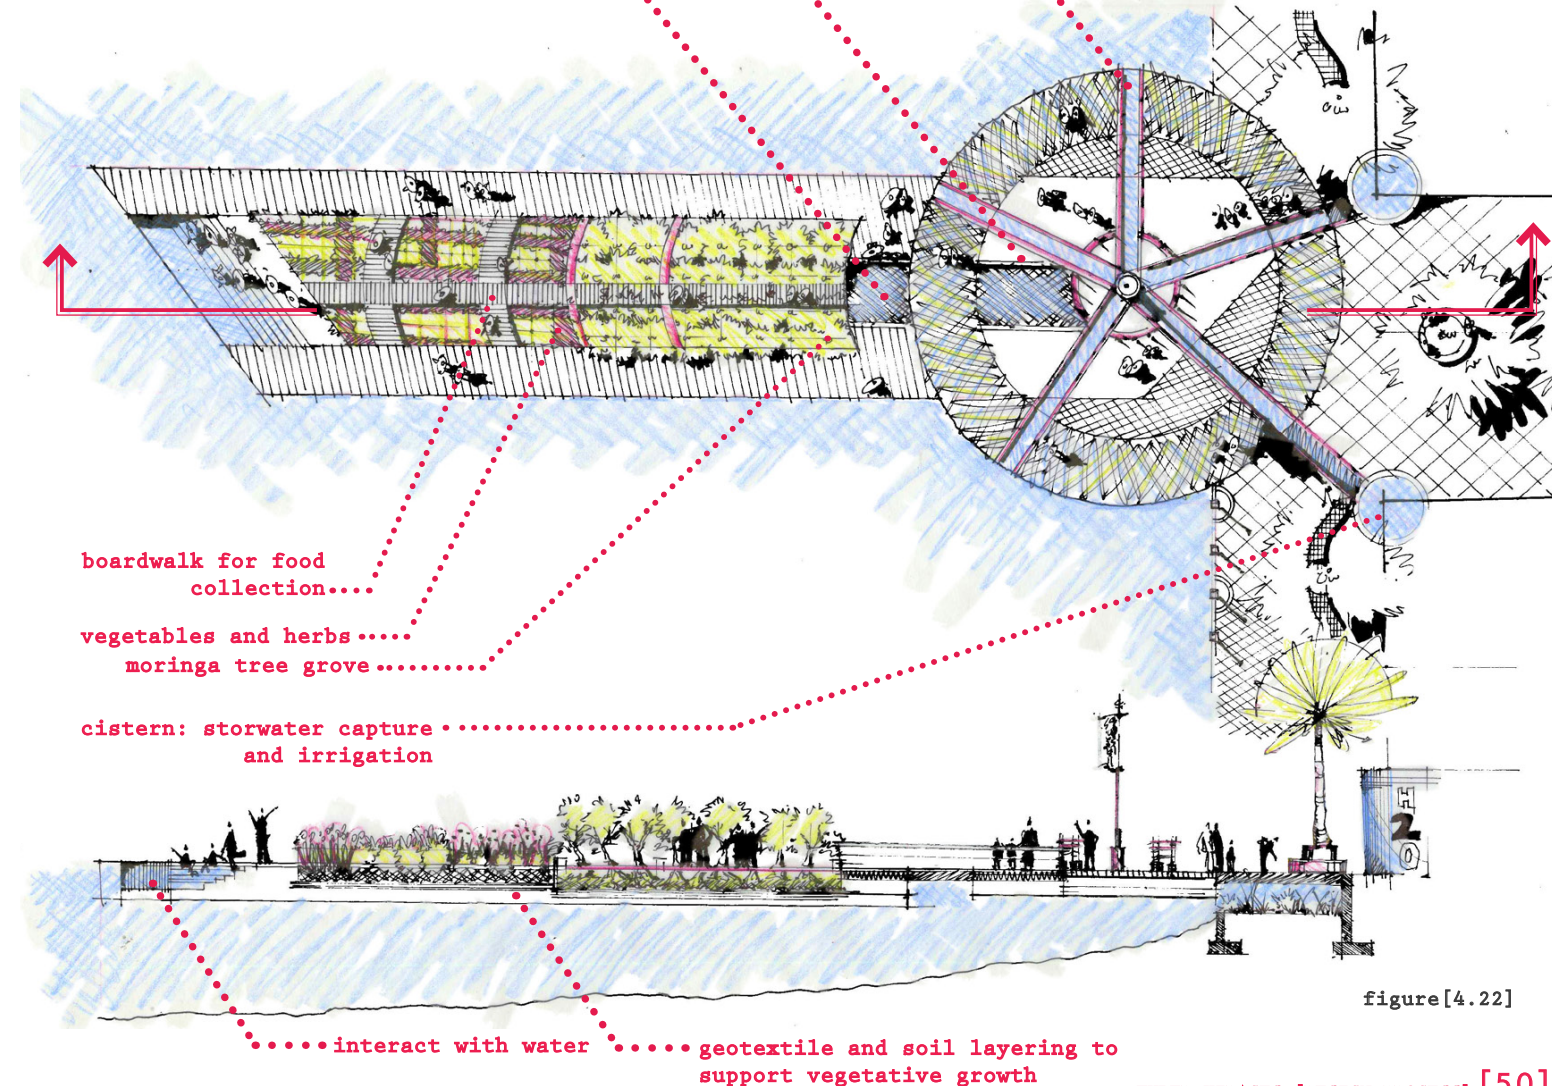 boardwalk for food
collection
vegetables and herbs
moringa tree grove
cistern: storwater capture
and irrigation
H
2
O
figure[4.22]
interact with water
geotextile and soil layering to
support vegetative growth
[50]